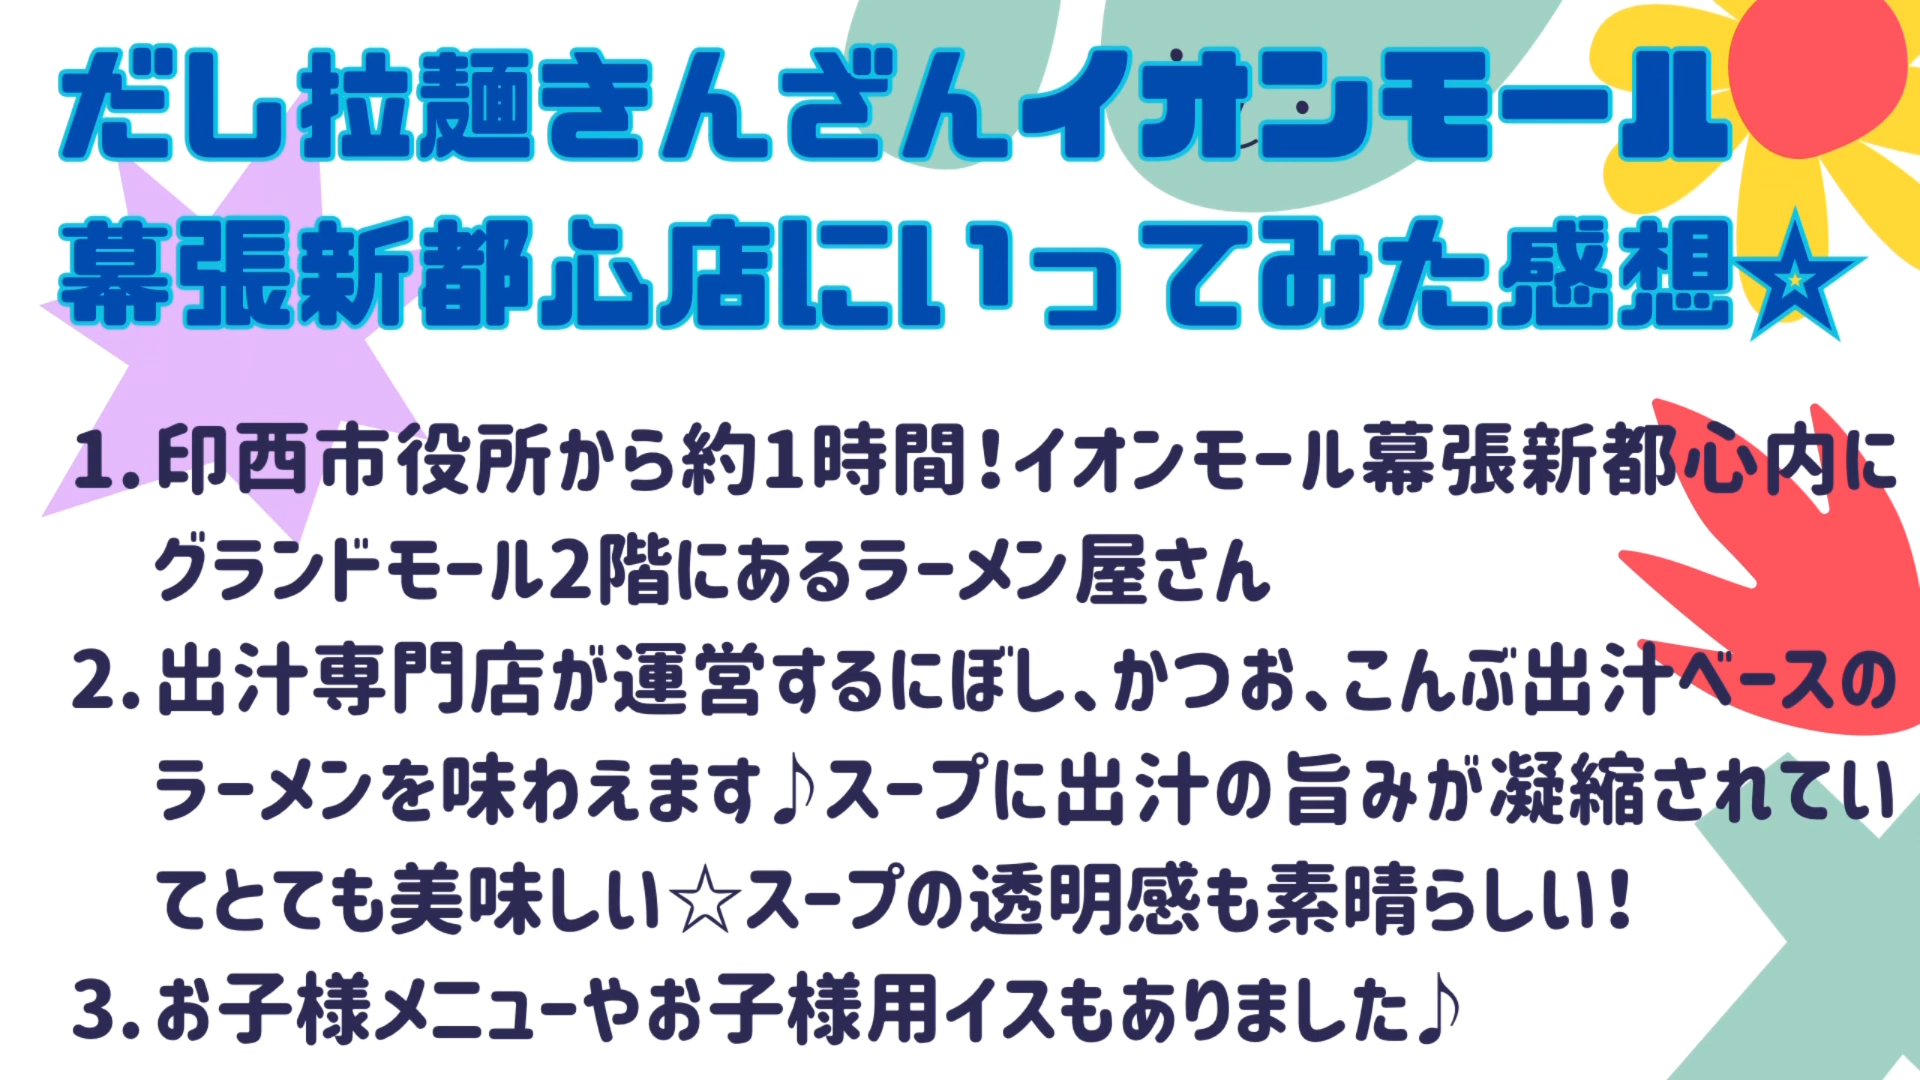 だし拉麺きんざんイオンモール
幕張新都心店にいってみた感想☆
1.印西市役所から約1時間!イオンモール幕張新都心内に
グランドモール2階にあるラーメン屋さん
2.出汁専門店が運営するにぼし、かつお、こんぶ出汁ベースの
ラーメンを味わえます♪スープに出汁の旨みが凝縮されてい
てとても美味しい☆スープの透明感も素晴らしい!
3.お子様メニューやお子様用イスもありました♪